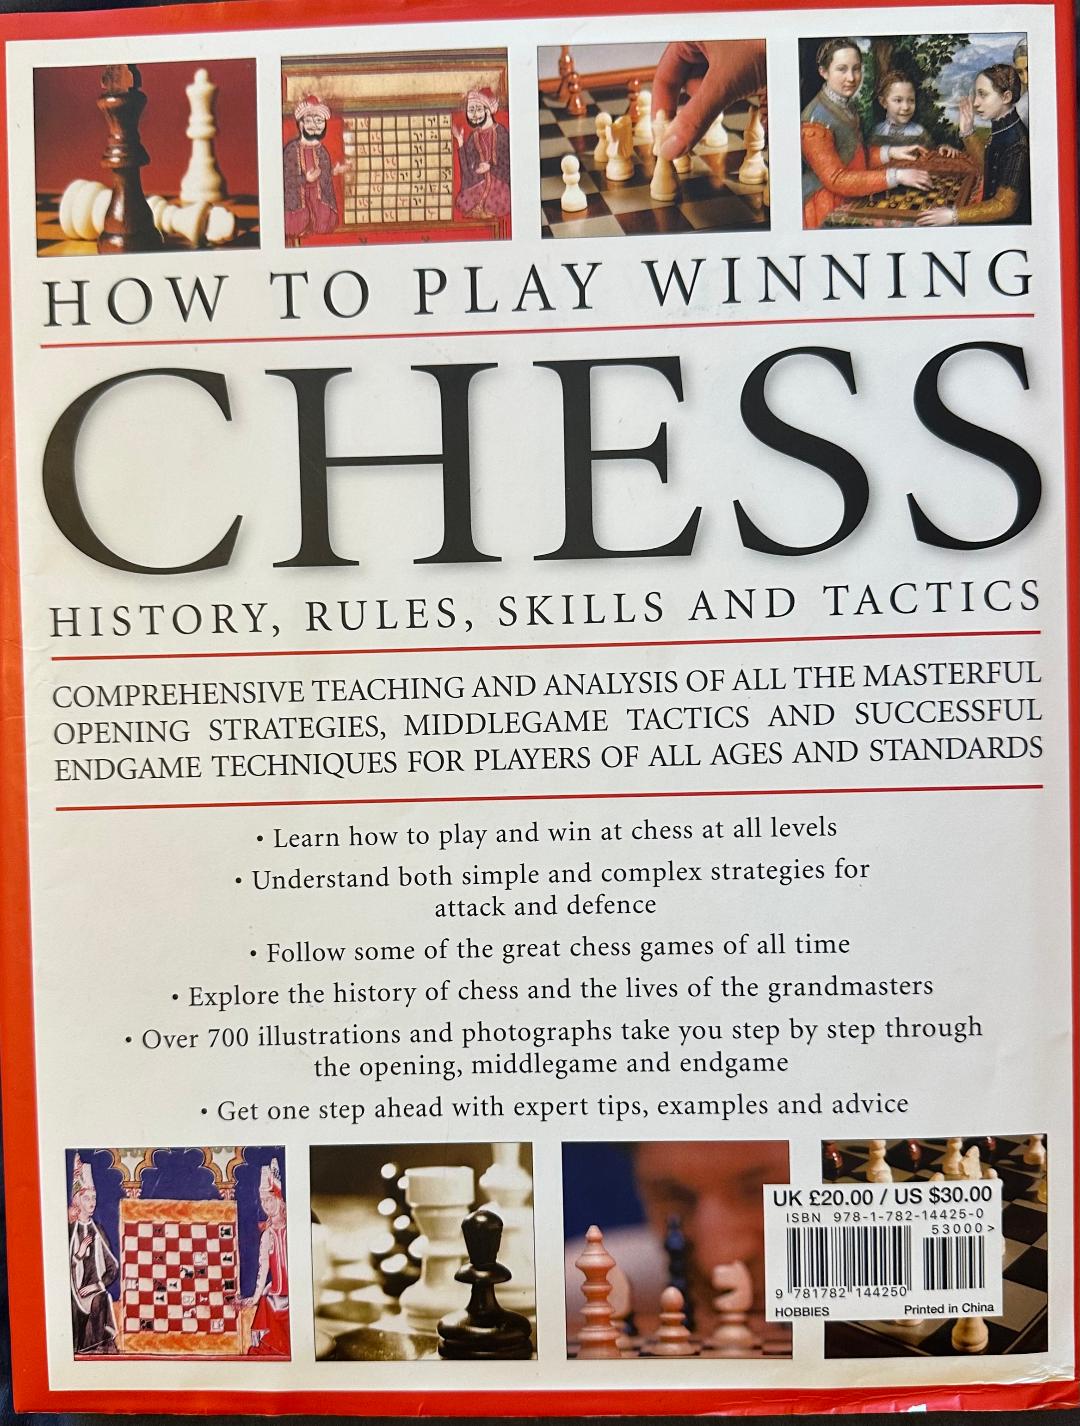 HOW TO PLAY WINNING
CHESS
HISTORY, RULES, SKILLS AND TACTICS
COMPREHENSIVE TEACHING AND ANALYSIS OF ALL THE MASTERFUL
OPENING STRATEGIES, MIDDLEGAME TACTICS AND SUCCESSFUL
ENDGAME TECHNIQUES FOR PLAYERS OF ALL AGES AND STANDARDS
• Learn how to play and win at chess at all levels
• Understand both simple and complex strategies for
attack and defence
• Follow some of the great chess games of all time
• Explore the history of chess and the lives of the grandmasters
• Over 700 illustrations and photographs take you step by step through
the opening, middlegame and endgame
• Get one step ahead with expert tips, examples and advice
UK £20.00 / US $30.00
ISBN 978-1-782-14425-0
53000>
9 781782 144250
HOBBIES Printed in China